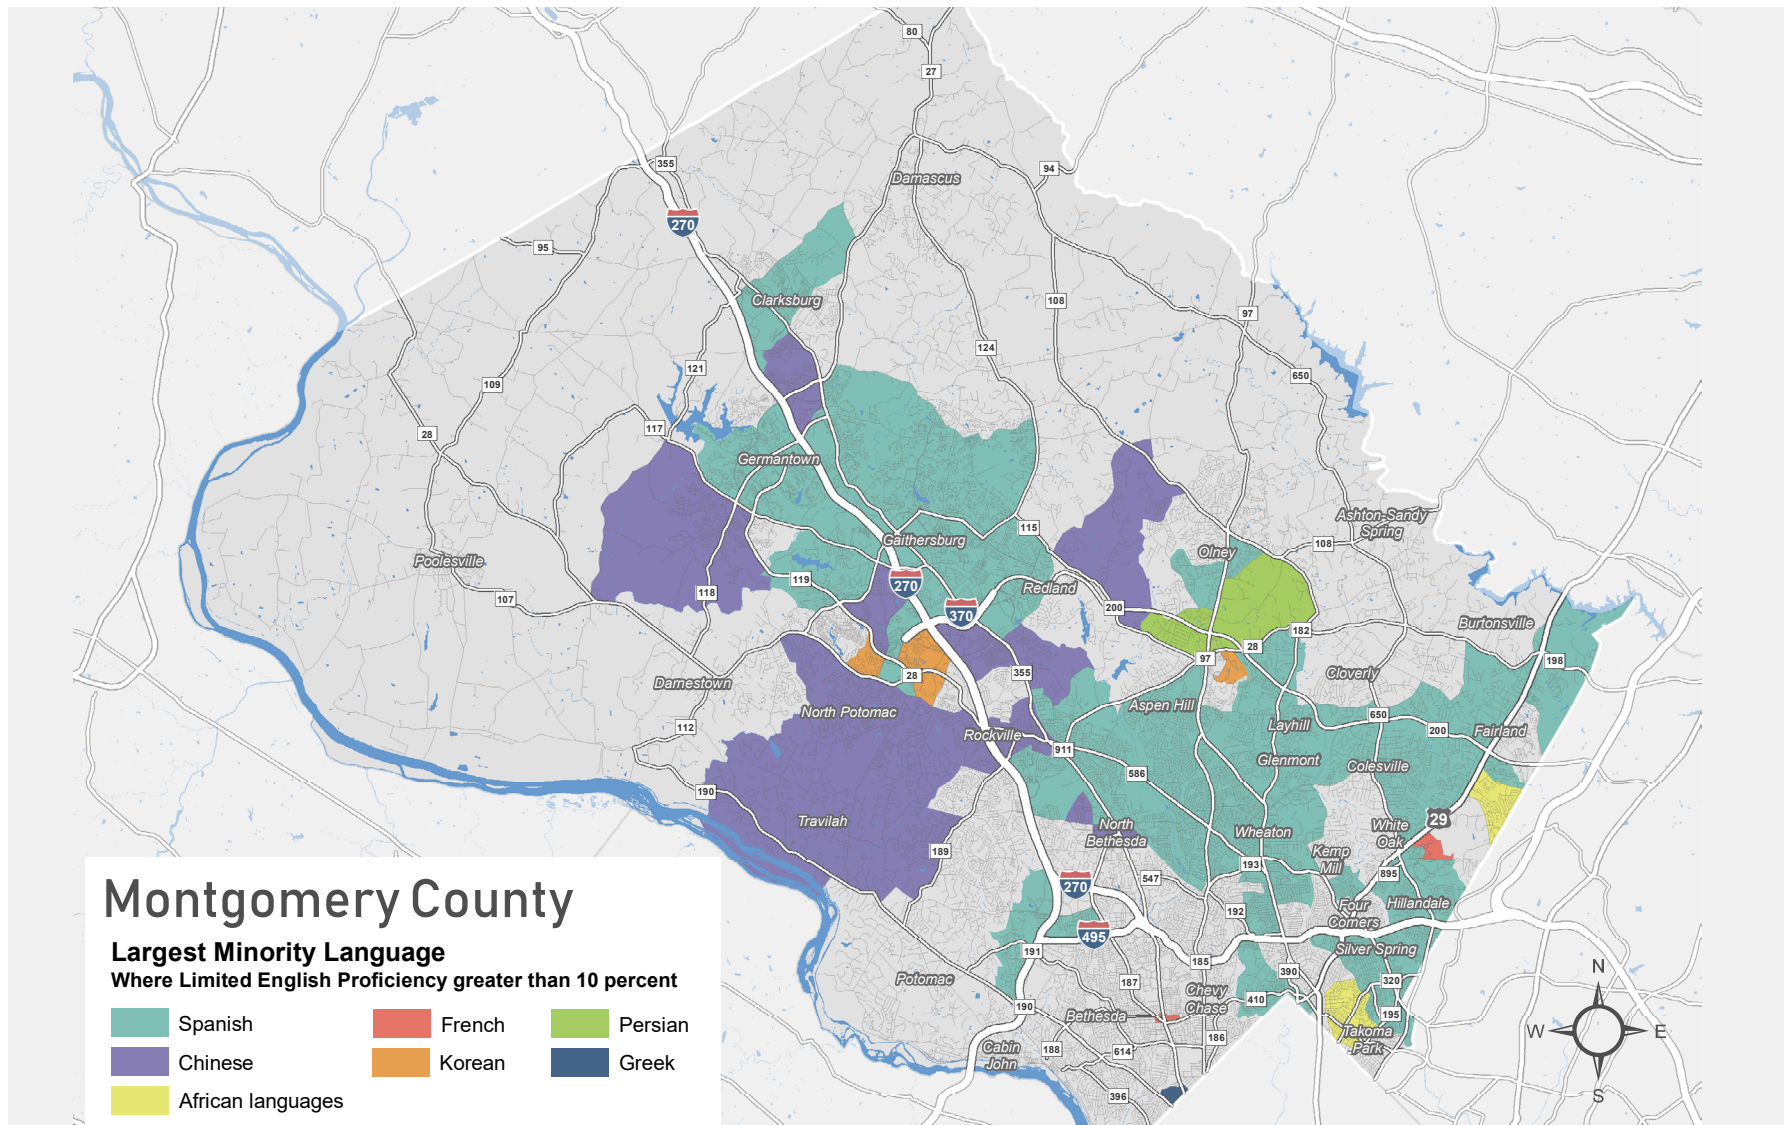 80
27
355
94
Damascus
270
95
Clarksburg
108
97
124
121
109
650
117
28
Germantown
Ashton-Sandy
Spring
115
Gaithersburg
108
Olney
Poolesville
119
270
Redland
118
107
200
370
Burtonsville
182
28
97
198
28
355
Cloverly
Darnestown
Aspen Hill
North Potomac
650
112
Layhill
200
Fairland
Rockville
911
Glenmont
Colesville
586
190
Travilah
29
North
Bethesda
Wheaton
White
Oak
189
Kemp
Mill
193
895
547
270
Four
Corners
Hillandale
192
495
191
Silver Spring
185
390
Potomac
187
320
Chevy
Chase
410
190
Bethesda
195
Takoma
Park
186
Cabin
John
188
614
396
N
W
E
S
Montgomery County
Largest Minority Language
Where Limited English Proficiency greater than 10 percent
Spanish
French
Persian
Chinese
Korean
Greek
African languages